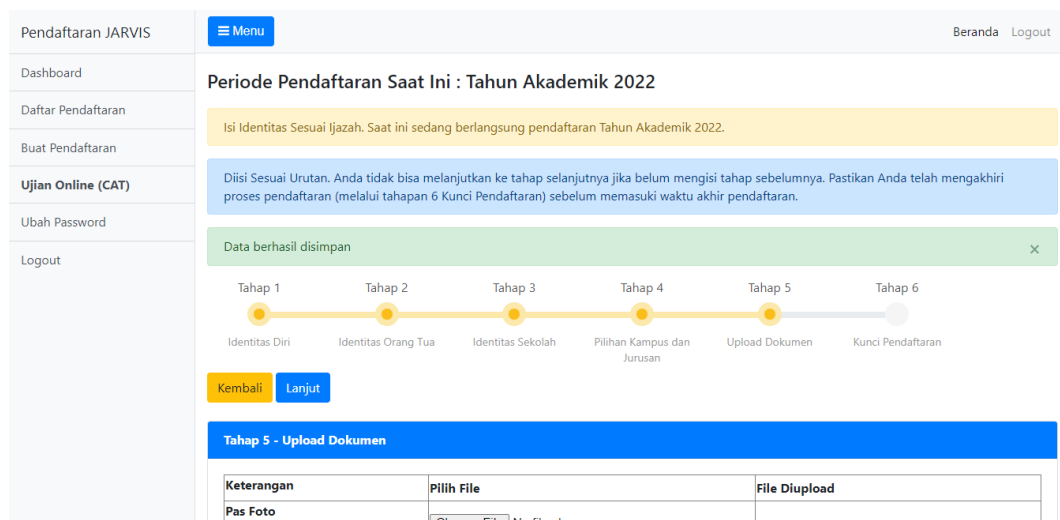 Pendaftaran JARVIS
Menu
Beranda Logout
Dashboard
Daftar Pendaftaran
Buat Pendaftaran
Ujian Online (CAT)
Ubah Password
Logout
Periode Pendaftaran Saat Ini : Tahun Akademik 2022
Isi Identitas Sesuai Ijazah. Saat ini sedang berlangsung pendaftaran Tahun Akademik 2022.
Diisi Sesuai Urutan. Anda tidak bisa melanjutkan ke tahap selanjutnya jika belum mengisi tahap sebelumnya. Pastikan Anda telah mengakhiri
proses pendaftaran (melalui tahapan 6 Kunci Pendaftaran) sebelum memasuki waktu akhir pendaftaran.
Data berhasil disimpan ×
Tahap 1 Tahap 2 Tahap 3 Tahap 4 Tahap 5 Tahap 6
Identitas Diri Identitas Orang Tua Identitas Sekolah Pilihan Kampus dan Upload Dokumen Kunci Pendaftaran
Jurusan
Kembali Lanjut
Tahap 5 - Upload Dokumen
Keterangan Pilih File File Diupload
Pas Foto